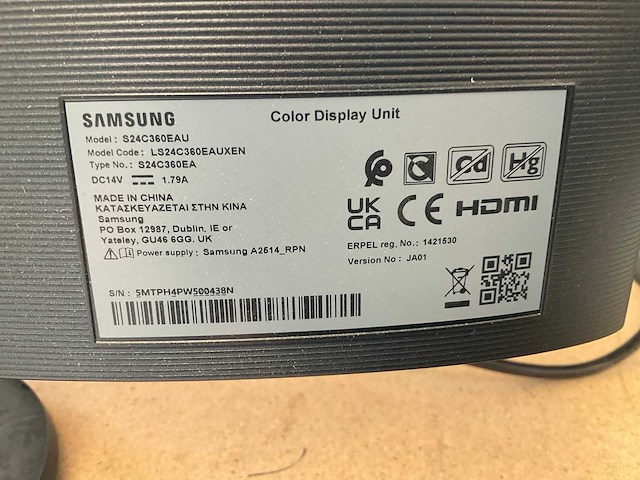 SAMSUNG
Color Display Unit
Model : S24C360EAU
Model Code : LS24C360EAUXEN
Type No. : S24C360EA
DC14V ⎓ 1.79A
MADE IN CHINA
ΚΑΤΑΣΚΕΥΑΖΕΤΑΙ ΣΤΗΝ ΚΙΝΑ
Samsung
PO Box 12987, Dublin, IE or
Yateley, GU46 6GG. UK
Power supply : Samsung A2514_RPN
S/N : 5MTPH4PW500438N
Cd
Hg
UK
CA
CE
HDMI
ERPEL reg. No.: 1421530
Version No : JA01